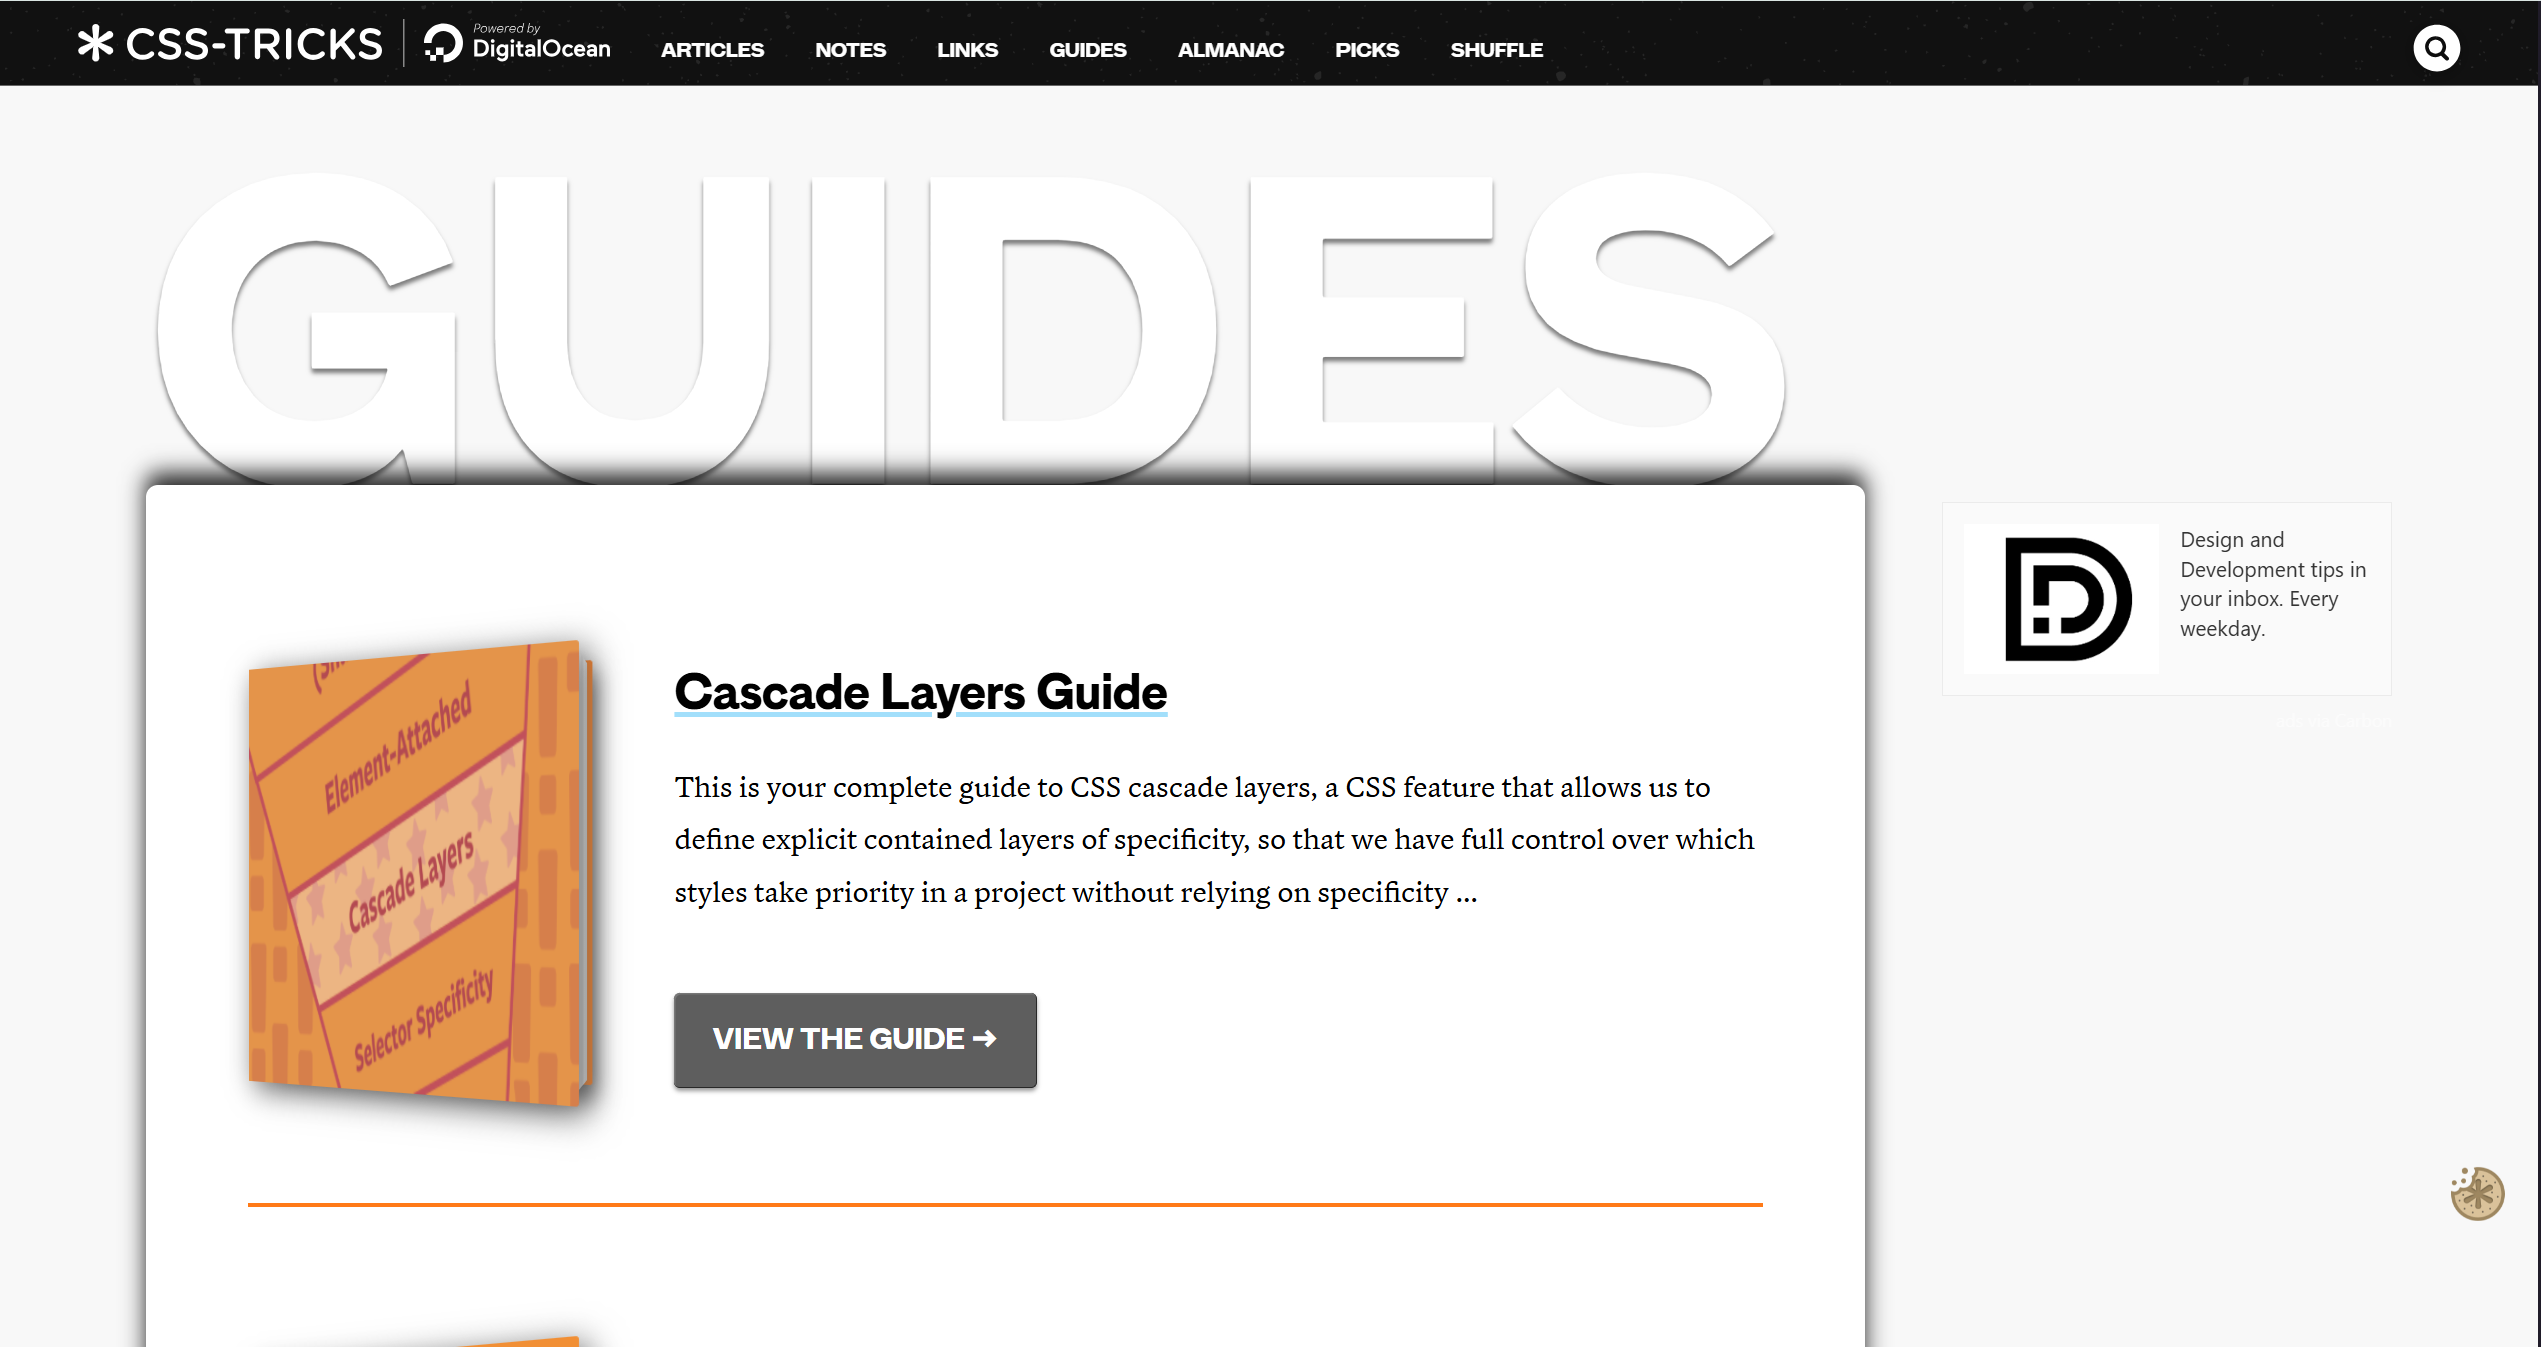 CSS-TRICKS
Powered by
DigitalOcean
ARTICLES NOTES LINKS GUIDES ALMANAC PICKS SHUFFLE
GUIDES
Design and
Development tips in
your inbox. Every
weekday.
ads via Carbon
Element-Attached
Cascade Layers
Selector Specificity
Cascade Layers Guide
This is your complete guide to CSS cascade layers, a CSS feature that allows us to
define explicit contained layers of specificity, so that we have full control over which
styles take priority in a project without relying on specificity ...
VIEW THE GUIDE →